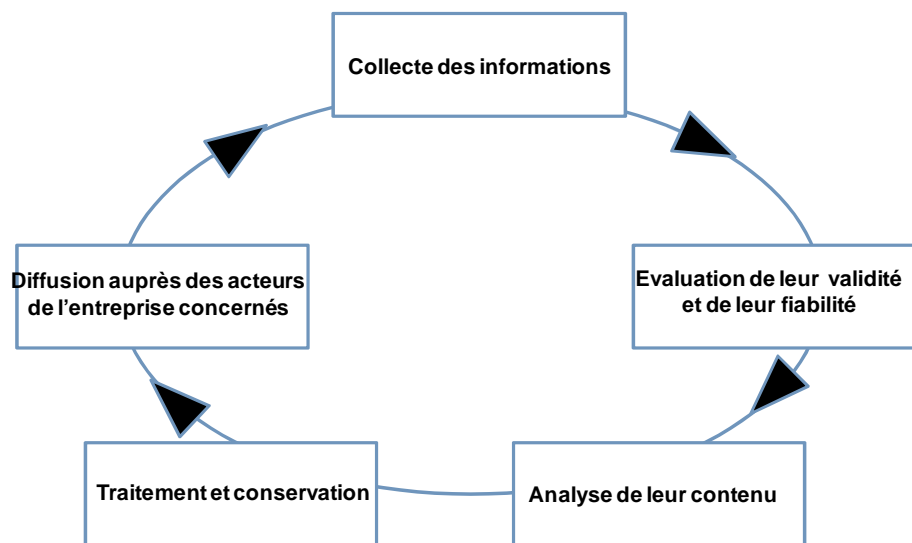 Collecte des informations
Evaluation de leur validité
et de leur fiabilité
Analyse de leur contenu
Traitement et conservation
Diffusion auprès des acteurs
de l'entreprise concernés